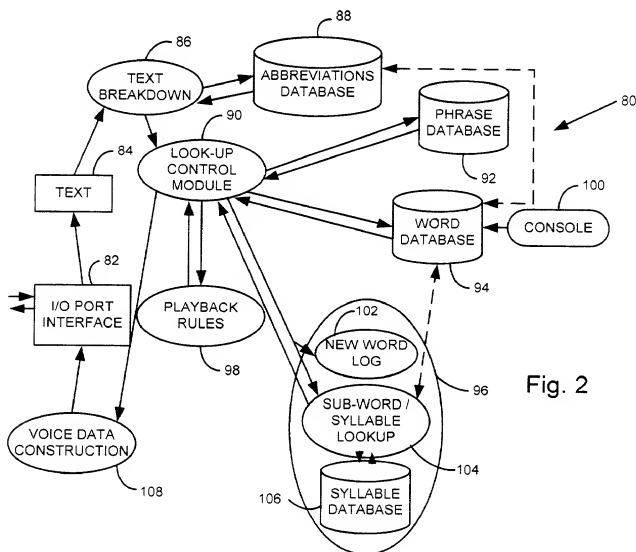 86
88
TEXT
BREAKDOWN
ABBREVIATIONS
DATABASE
90
80
PHRASE
DATABASE
84
LOOK-UP
CONTROL
MODULE
92
100
TEXT
WORD
DATABASE
CONSOLE
82
94
I/O PORT
INTERFACE
PLAYBACK
RULES
102
98
NEW WORD
LOG
96
Fig. 2
SUB-WORD /
SYLLABLE
LOOKUP
VOICE DATA
CONSTRUCTION
104
108
106
SYLLABLE
DATABASE